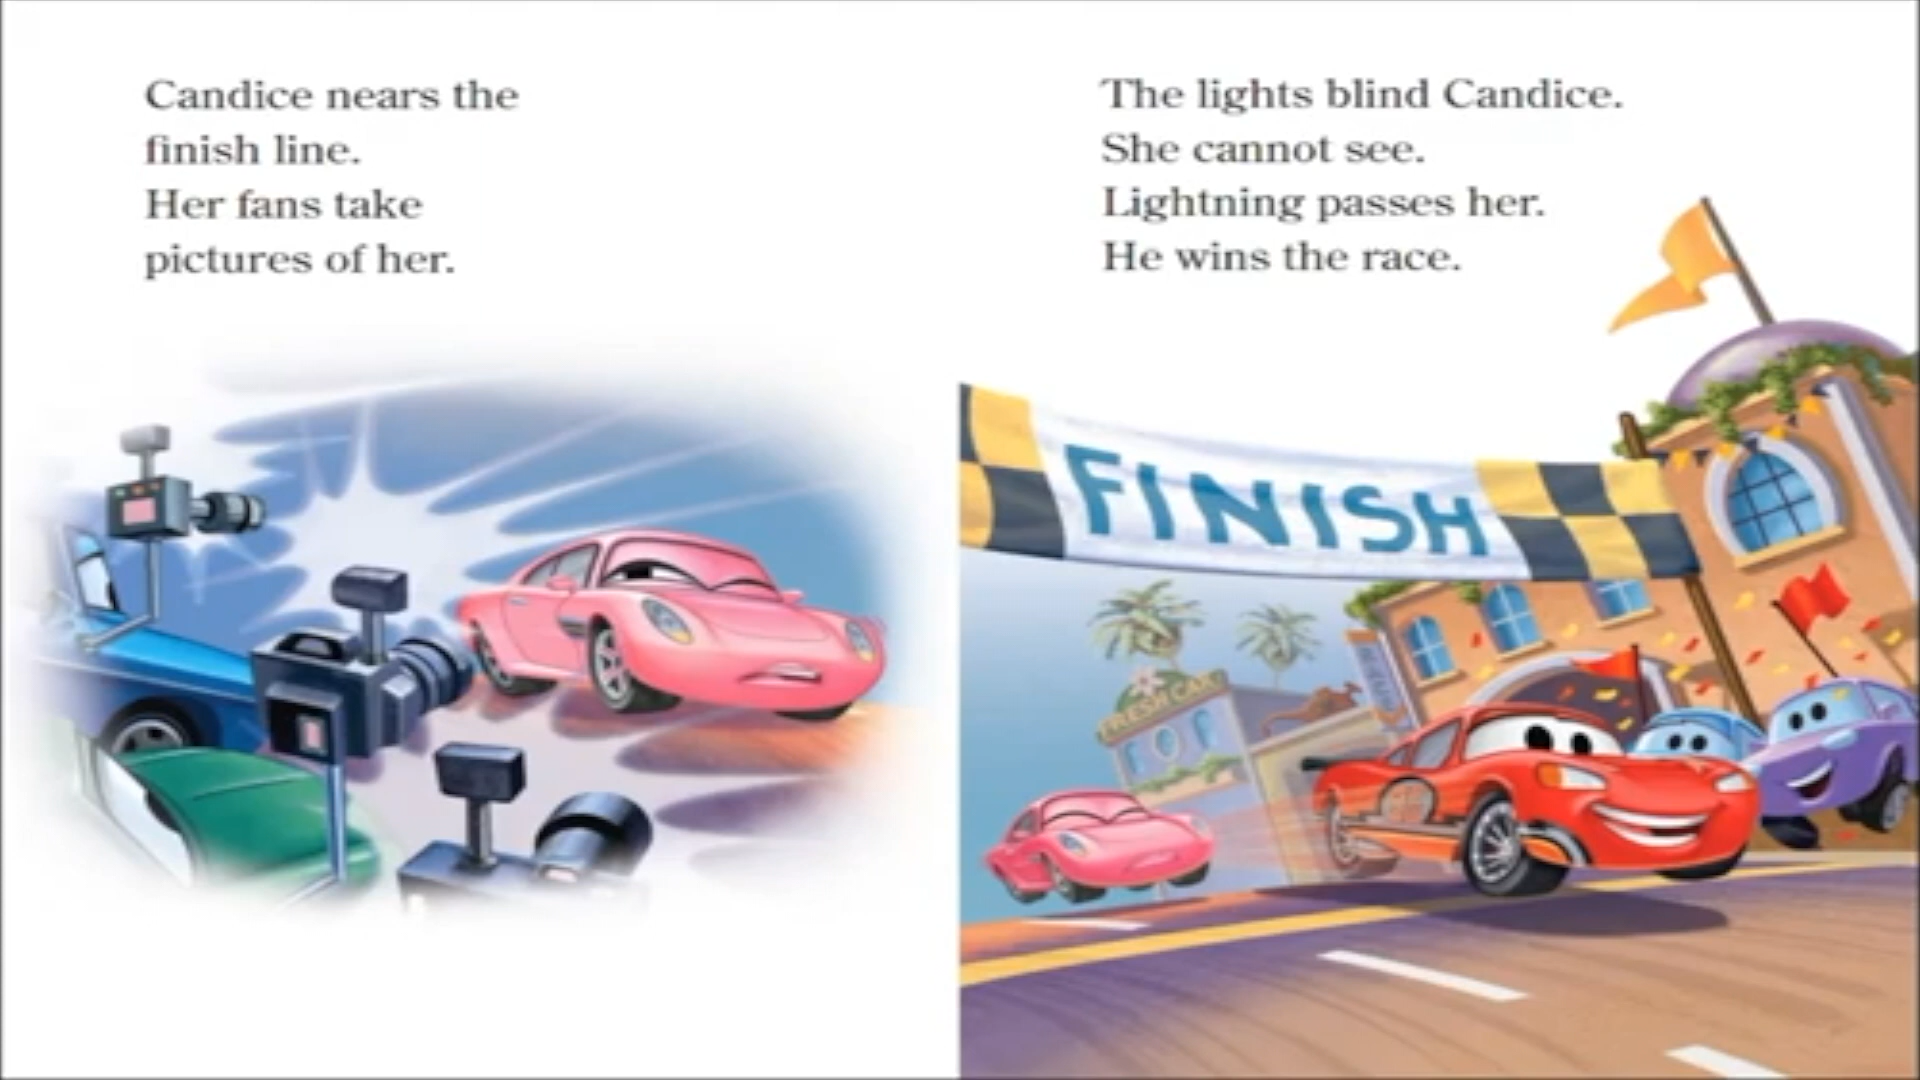 Candice nears the
finish line.
Her fans take
pictures of her.
The lights blind Candice.
She cannot see.
Lightning passes her.
He wins the race.
FINISH